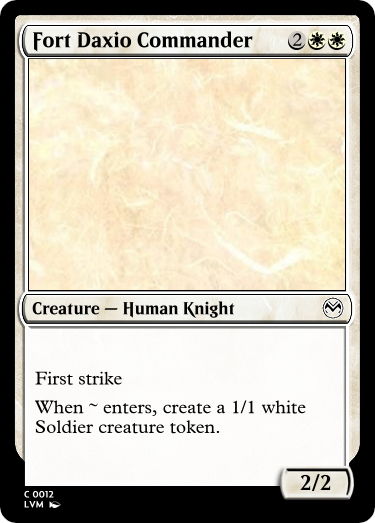 Fort Daxio Commander 2
Creature — Human Knight
First strike
When ~ enters, create a 1/1 white
Soldier creature token.
2/2
C 0012
LVM